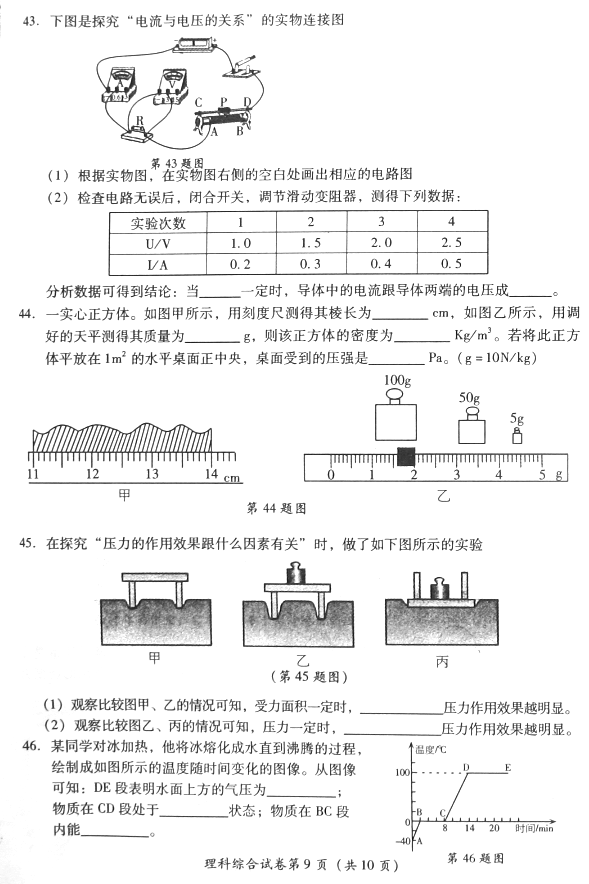 43. 下图是探究“电流与电压的关系”的实物连接图
A
V
R
C P D
A B
第 43 题图
(1) 根据实物图，在实物图右侧的空白处画出相应的电路图
(2) 检查电路无误后，闭合开关，调节滑动变阻器，测得下列数据：
实验次数 1 2 3 4
U/V 1.0 1.5 2.0 2.5
I/A 0.2 0.3 0.4 0.5
分析数据可得到结论：当______一定时，导体中的电流跟导体两端的电压成______。
44. 一实心正方体。如图甲所示，用刻度尺测得其棱长为________ cm，如图乙所示，用调
好的天平测得其质量为________ g，则该正方体的密度为________ Kg/m³。若将此正方
体平放在 1m² 的水平桌面正中央，桌面受到的压强是________ Pa。(g = 10N/kg)
100g
50g
5g
11 12 13 14 cm
0 1 2 3 4 5 g
甲 乙
第 44 题图
45. 在探究“压力的作用效果跟什么因素有关”时，做了如下图所示的实验
甲 乙 丙
(第 45 题图)
(1) 观察比较图甲、乙的情况可知，受力面积一定时，____________压力作用效果越明显。
(2) 观察比较图乙、丙的情况可知，压力一定时，______________压力作用效果越明显。
46. 某同学对冰加热，他将冰熔化成水直到沸腾的过程，
绘制成如图所示的温度随时间变化的图像。从图像
可知：DE 段表明水面上方的气压为__________；
物质在 CD 段处于__________状态；物质在 BC 段
内能__________。
温度/℃
100 D E
0 B C 8 14 20 时间/min
-40 A
第 46 题图
理科综合试卷第 9 页（共 10 页）